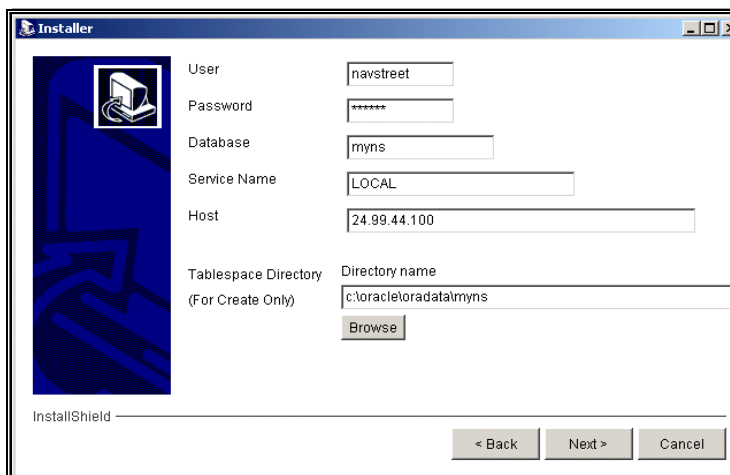 Installer
User navstreet
Password ******
Database myns
Service Name LOCAL
Host 24.99.44.100
Tablespace Directory Directory name
(For Create Only) c:\oracle\oradata\myns
Browse
InstallShield
< Back Next > Cancel